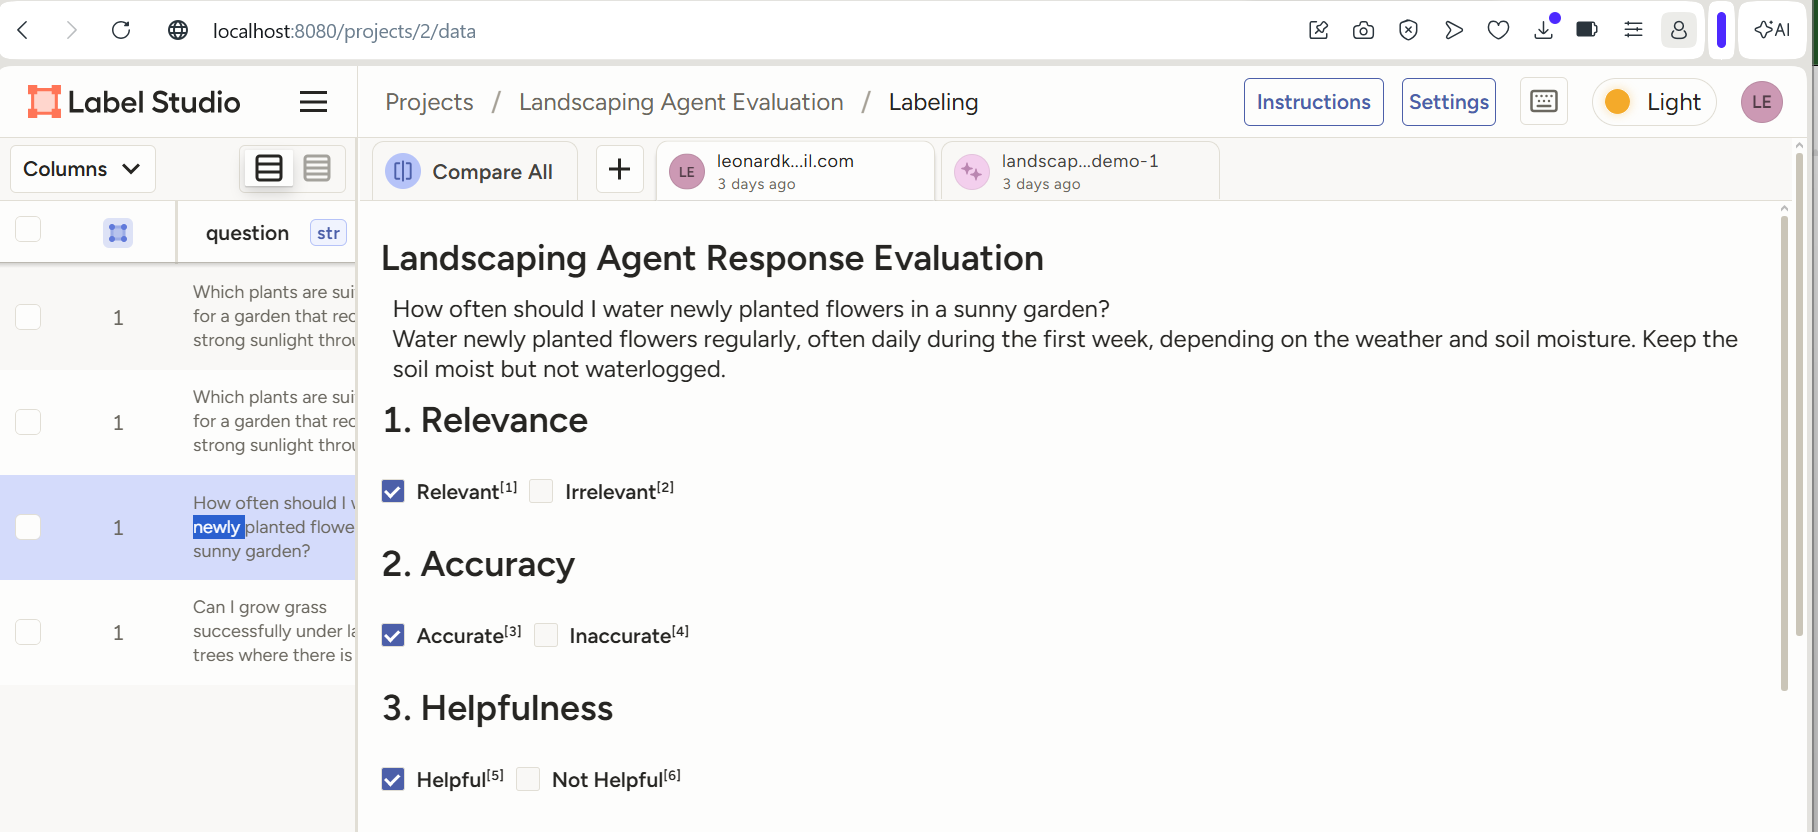 localhost:8080/projects/2/data
AI
Label Studio
Projects / Landscaping Agent Evaluation / Labeling
Instructions
Settings
Light
LE
Columns
Compare All
+
LE
leonardk...il.com
3 days ago
landscap...demo-1
3 days ago
question str
1
Which plants are sui
for a garden that rec
strong sunlight throu
1
Which plants are sui
for a garden that rec
strong sunlight throu
1
How often should I w
newly planted flowe
sunny garden?
1
Can I grow grass
successfully under la
trees where there is
Landscaping Agent Response Evaluation
How often should I water newly planted flowers in a sunny garden?
Water newly planted flowers regularly, often daily during the first week, depending on the weather and soil moisture. Keep the
soil moist but not waterlogged.
1. Relevance
Relevant[1] Irrelevant[2]
2. Accuracy
Accurate[3] Inaccurate[4]
3. Helpfulness
Helpful[5] Not Helpful[6]